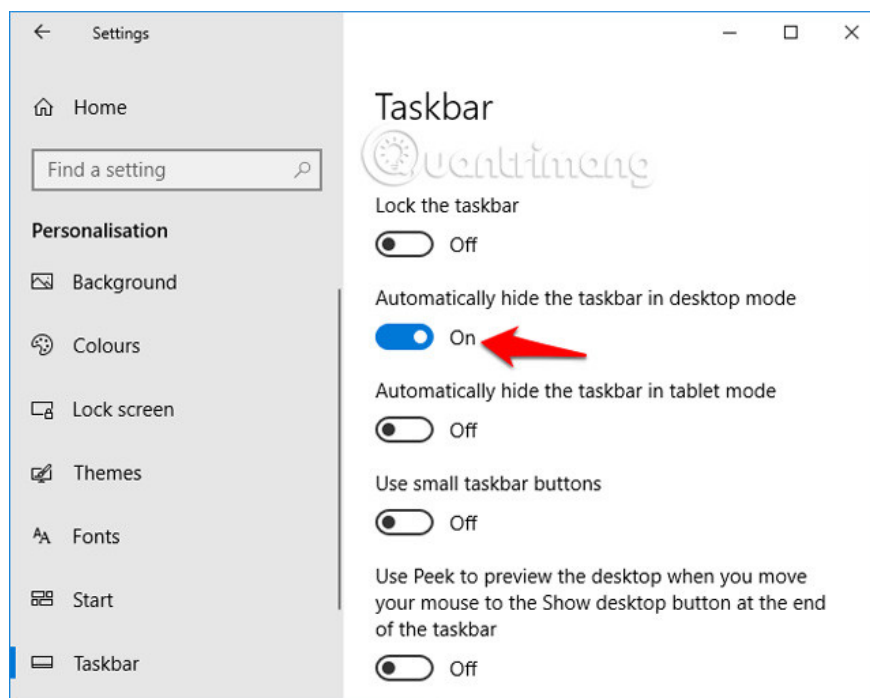 Settings
Home
Find a setting
Personalisation
Background
Colours
Lock screen
Themes
Fonts
Start
Taskbar
Taskbar
Quantrimang
Lock the taskbar
Off
Automatically hide the taskbar in desktop mode
On
Automatically hide the taskbar in tablet mode
Off
Use small taskbar buttons
Off
Use Peek to preview the desktop when you move
your mouse to the Show desktop button at the end
of the taskbar
Off